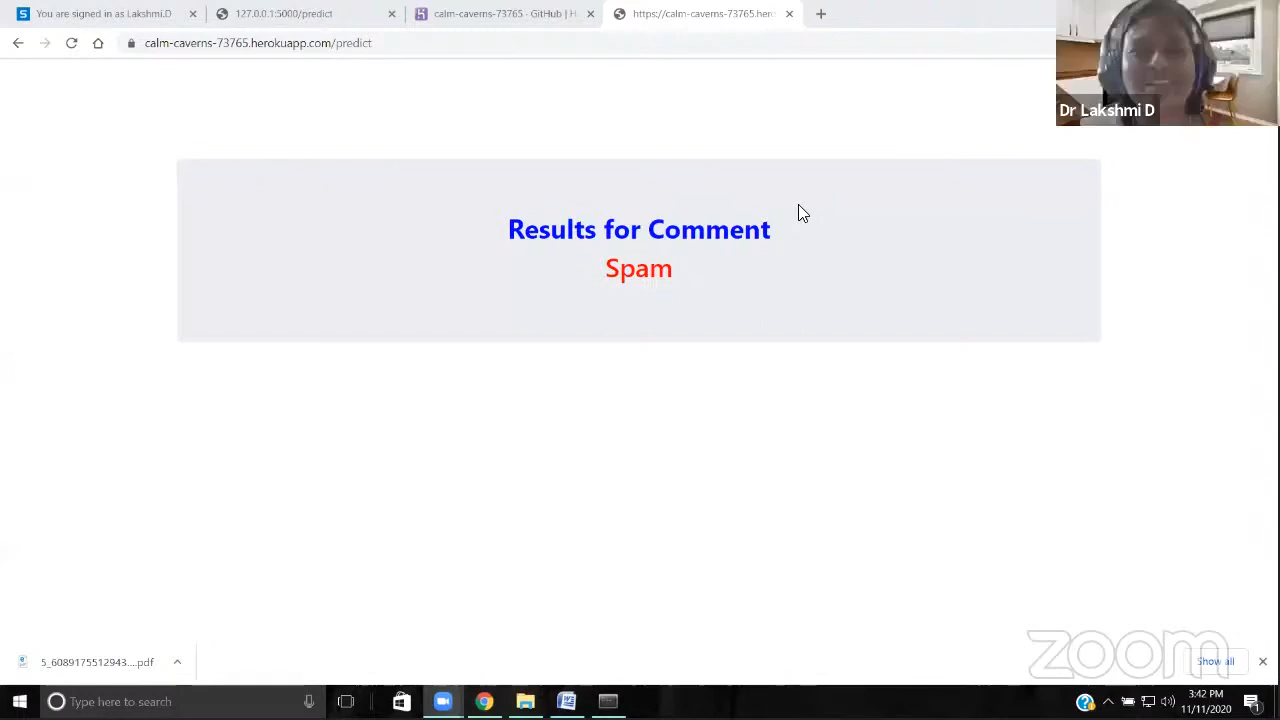 You are signed in as Lakshmi.D
127.0.0.1:5000/predict
calm-caverns-73765 - GitHub | H
https://calm-caverns-73765.hero
calm-caverns-73765.herokuapp.com/predict
Dr Lakshmi D
Results for Comment
Spam
zoom
5_6089175512943....pdf
Show all
Type here to search
3:42 PM
11/11/2020
1